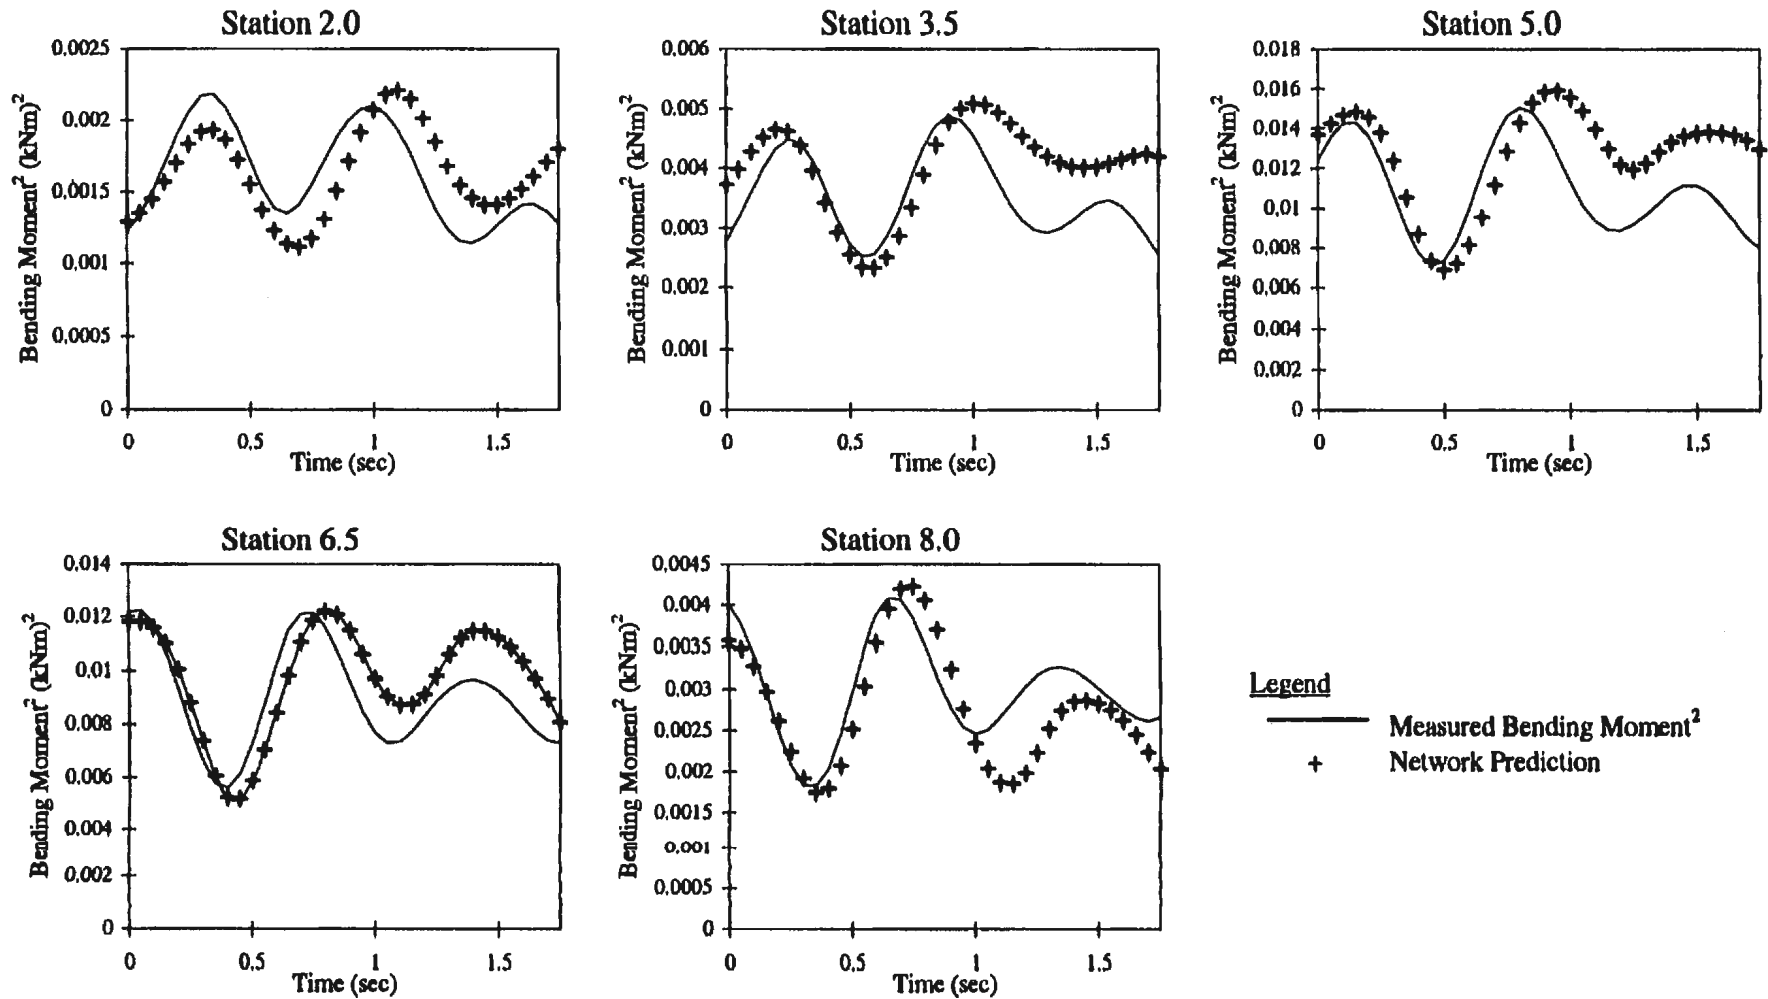 Station 2.0
0.0025
0.002
0.0015
0.001
0.0005
0
0 0.5 1 1.5
Time (sec)
Bending Moment² (kNm)²
Station 3.5
0.006
0.005
0.004
0.003
0.002
0.001
0
0 0.5 1 1.5
Time (sec)
Bending Moment² (kNm)²
Station 5.0
0.018
0.016
0.014
0.012
0.01
0.008
0.006
0.004
0.002
0
0 0.5 1 1.5
Time (sec)
Bending Moment² (kNm)²
Station 6.5
0.014
0.012
0.01
0.008
0.006
0.004
0.002
0
0 0.5 1 1.5
Time (sec)
Bending Moment² (kNm)²
Station 8.0
0.0045
0.004
0.0035
0.003
0.0025
0.002
0.0015
0.001
0.0005
0
0 0.5 1 1.5
Time (sec)
Bending Moment² (kNm)²
Legend
Measured Bending Moment²
Network Prediction